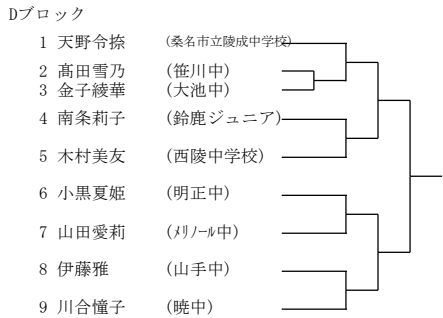 Dブロック
1 天野令捺 (桑名市立陵成中学校)
2 髙田雪乃 (笹川中)
3 金子綾華 (大池中)
4 南条莉子 (鈴鹿ジュニア)
5 木村美友 (西陵中学校)
6 小黒夏姫 (明正中)
7 山田愛莉 (ﾒﾘﾉｰﾙ中)
8 伊藤雅 (山手中)
9 川合憧子 (暁中)